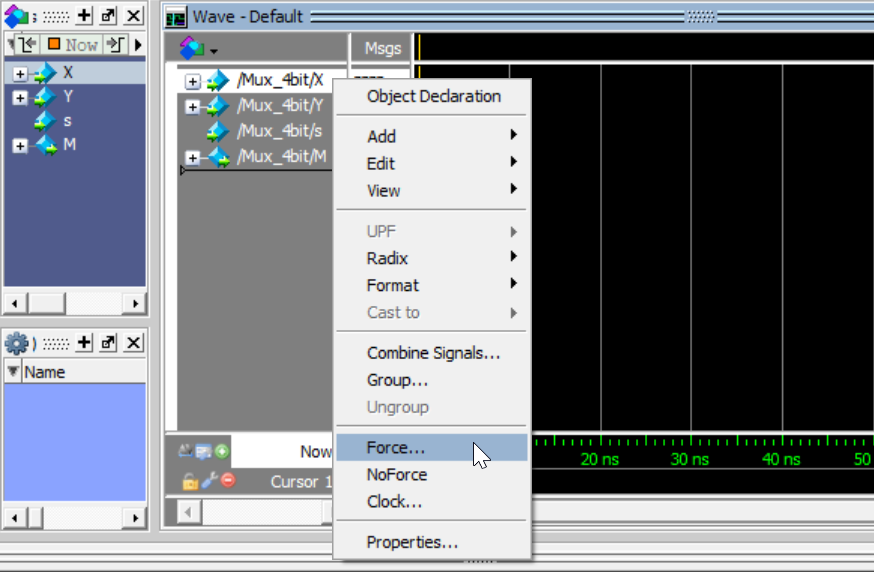 Now
X
Y
s
M
Name
Wave - Default
Msgs
/Mux_4bit/X
/Mux_4bit/Y
/Mux_4bit/s
/Mux_4bit/M
Object Declaration
Add
Edit
View
UPF
Radix
Format
Cast to
Combine Signals...
Group...
Ungroup
Force...
NoForce
Clock...
Properties...
Now
Cursor 1
20 ns
30 ns
40 ns
50